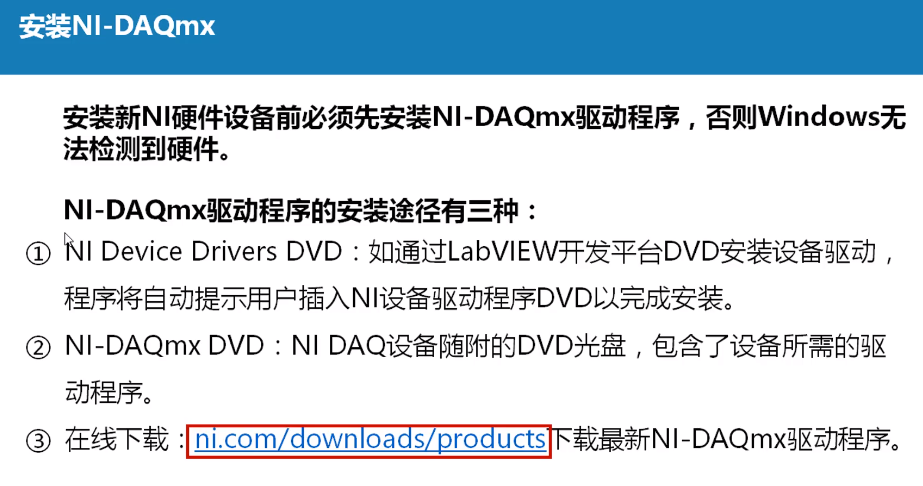 安装NI-DAQmx
安装新NI硬件设备前必须先安装NI-DAQmx驱动程序，否则Windows无
法检测到硬件。
NI-DAQmx驱动程序的安装途径有三种：
① NI Device Drivers DVD：如通过LabVIEW开发平台DVD安装设备驱动，
程序将自动提示用户插入NI设备驱动程序DVD以完成安装。
② NI-DAQmx DVD：NI DAQ设备随附的DVD光盘，包含了设备所需的驱
动程序。
③ 在线下载：ni.com/downloads/products下载最新NI-DAQmx驱动程序。